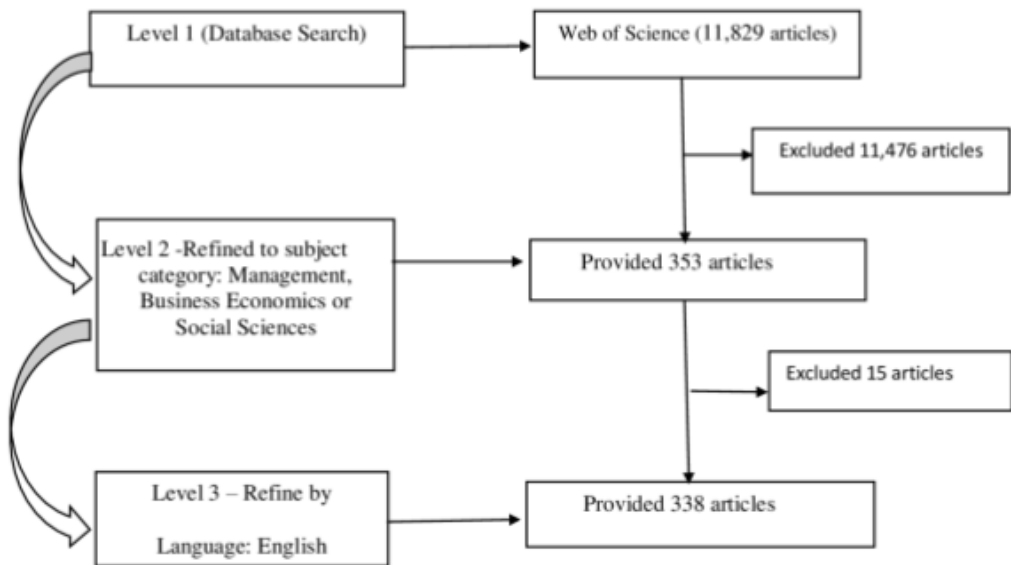 Level 1 (Database Search)
Web of Science (11,829 articles)
Excluded 11,476 articles
Level 2 -Refined to subject
category: Management,
Business Economics or
Social Sciences
Provided 353 articles
Excluded 15 articles
Level 3 – Refine by
Language: English
Provided 338 articles